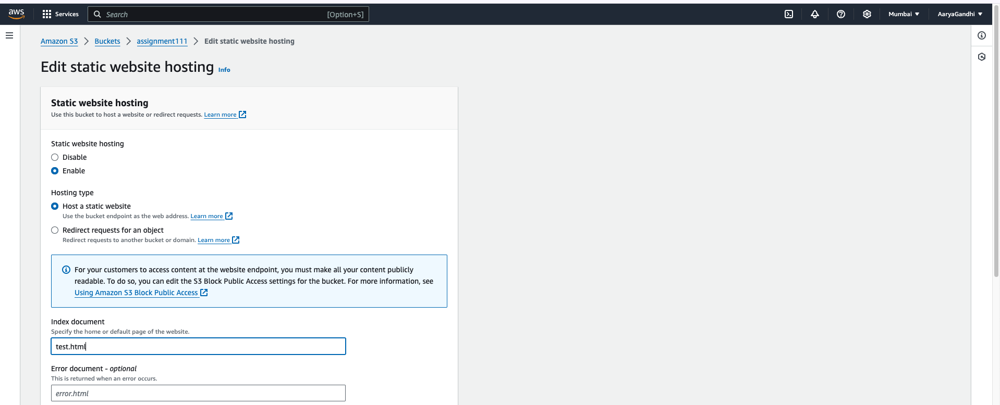 aws Services Search [Option+S] Mumbai AaryaGandhi
Amazon S3 Buckets assignment111 Edit static website hosting
Edit static website hosting Info
Static website hosting
Use this bucket to host a website or redirect requests. Learn more
Static website hosting
Disable
Enable
Hosting type
Host a static website
Use the bucket endpoint as the web address. Learn more
Redirect requests for an object
Redirect requests to another bucket or domain. Learn more
For your customers to access content at the website endpoint, you must make all your content publicly
readable. To do so, you can edit the S3 Block Public Access settings for the bucket. For more information, see
Using Amazon S3 Block Public Access
Index document
Specify the home or default page of the website.
test.html
Error document - optional
This is returned when an error occurs.
error.html